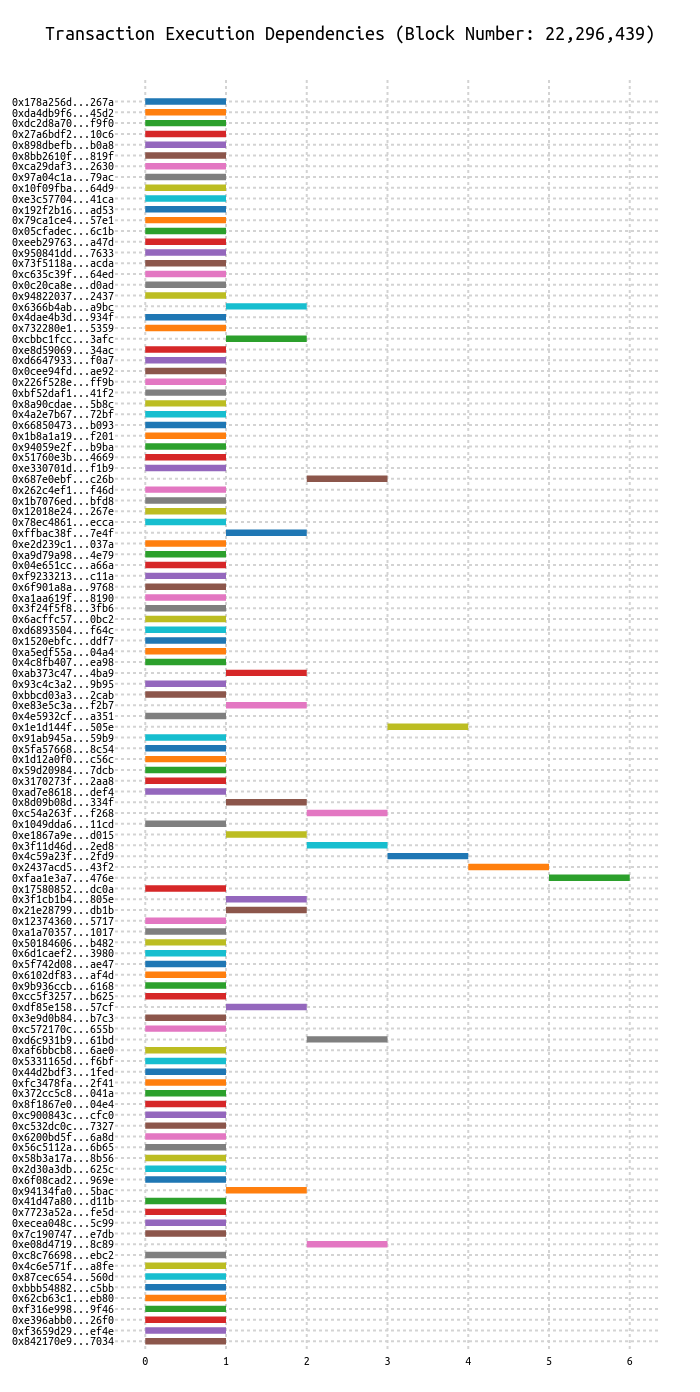 Transaction Execution Dependencies (Block Number: 22,296,439)
0x178a256d...267a
0xda4db9f6...45d2
0xdc2d8a70...f9f0
0x27a6bdf2...10c6
0x898dbefb...b0a8
0x8bb2610f...819f
0xca29daf3...2630
0x97a04c1a...79ac
0x10f09fba...64d9
0xe3c57704...41ca
0x192f2b16...ad53
0x79ca1ce4...57e1
0x05cfadec...6c1b
0xeeb29763...a47d
0x950841dd...7633
0x73f5118a...acda
0xc635c39f...64ed
0x0c20ca8e...d0ad
0x94822037...2437
0x6366b4ab...a9bc
0x4dae4b3d...934f
0x732280e1...5359
0xcbbc1fcc...3afc
0xe8d59069...34ac
0xd6647933...f0a7
0x0cee94fd...ae92
0x226f528e...ff9b
0xbf52daf1...41f2
0x8a90cdae...5b8c
0x4a2e7b67...72bf
0x66850473...b093
0x1b8a1a19...f201
0x94059e2f...b9ba
0x51760e3b...4669
0xe330701d...f1b9
0x687e0ebf...c26b
0x262c4ef1...f46d
0x1b7076ed...bfd8
0x12018e24...267e
0x78ec4861...ecca
0xffbac38f...7e4f
0xe2d239c1...037a
0xa9d79a98...4e79
0x04e651cc...a66a
0xf9233213...c11a
0x6f901a8a...9768
0xa1aa619f...8190
0x3f24f5f8...3fb6
0x6acffc57...0bc2
0xd6893504...f64c
0x1520ebfc...ddf7
0xa5edf55a...04a4
0x4c8fb407...ea98
0xab373c47...4ba9
0x93c4c3a2...9b95
0xbbcd03a3...2cab
0xe83e5c3a...f2b7
0x4e5932cf...a351
0x1e1d144f...505e
0x91ab945a...59b9
0x5fa57668...8c54
0x1d12a0f0...c56c
0x59d20984...7dcb
0x3170273f...2aa8
0xad7e8618...def4
0x8d09b08d...334f
0xc54a263f...f268
0x1049dda6...11cd
0xe1867a9e...d015
0x3f11d46d...2ed8
0x4c59a23f...2fd9
0x2437acd5...43f2
0xfaa1e3a7...476e
0x17580852...dc0a
0x3f1cb1b4...805e
0x21e28799...db1b
0x12374360...5717
0xa1a70357...1017
0x50184606...b482
0x6d1caef2...3980
0x5f742d08...ae47
0x6102df83...af4d
0x9b936ccb...6168
0xcc5f3257...b625
0xdf85e158...57cf
0x3e9d0b84...b7c3
0xc572170c...655b
0xd6c931b9...61bd
0xaf6bbcb8...6ae0
0x5331165d...f6bf
0x44d2bdf3...1fed
0xfc3478fa...2f41
0x372cc5c8...041a
0x8f1867e0...04e4
0xc900843c...cfc0
0xc532dc0c...7327
0x6200bd5f...6a8d
0x56c5112a...6b65
0x58b3a17a...8b56
0x2d30a3db...625c
0x6f08cad2...969e
0x94134fa0...5bac
0x41d47a80...d11b
0x7723a52a...fe5d
0xecea048c...5c99
0x7c190747...e7db
0xe08d4719...8c89
0xc8c76698...ebc2
0x4c6e571f...a8fe
0x87cec654...560d
0xbbb54882...c5bb
0x62cb63c1...eb80
0xf316e998...9f46
0xe396abb0...26f0
0xf3659d29...ef4e
0x842170e9...7034
0 1 2 3 4 5 6